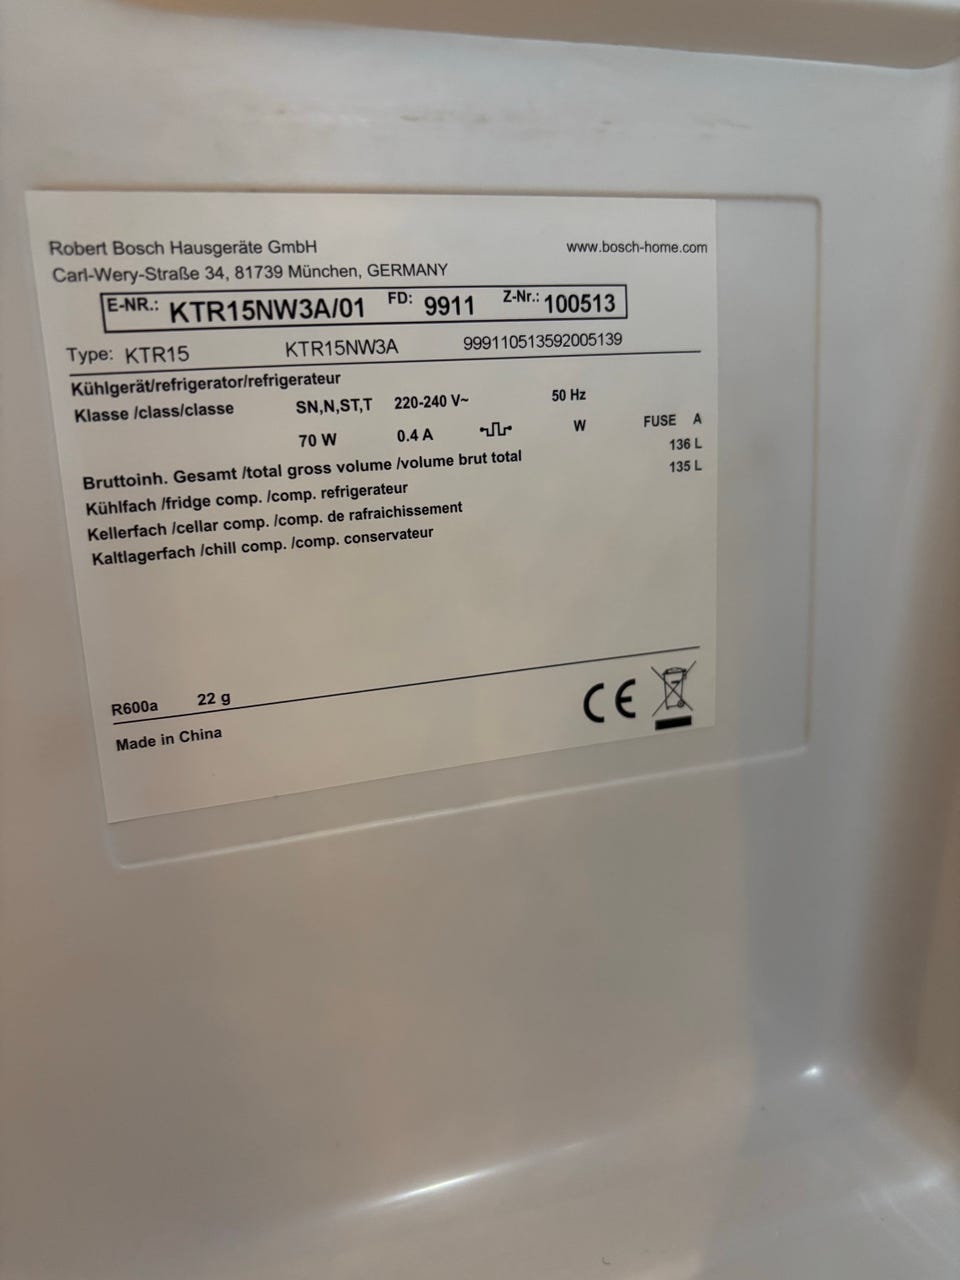 Robert Bosch Hausgeräte GmbH www.bosch-home.com
Carl-Wery-Straße 34, 81739 München, GERMANY
E-NR.: KTR15NW3A/01 FD: 9911 Z-Nr.: 100513
Type: KTR15 KTR15NW3A 999110513592005139
Kühlgerät/refrigerator/refrigerateur
Klasse /class/classe SN,N,ST,T 220-240 V~ 50 Hz
70 W 0.4 A W FUSE A
Bruttoinh. Gesamt /total gross volume /volume brut total 136 L
Kühlfach /fridge comp. /comp. refrigerateur 135 L
Kellerfach /cellar comp. /comp. de rafraichissement
Kaltlagerfach /chill comp. /comp. conservateur
R600a 22 g
Made in China
CE